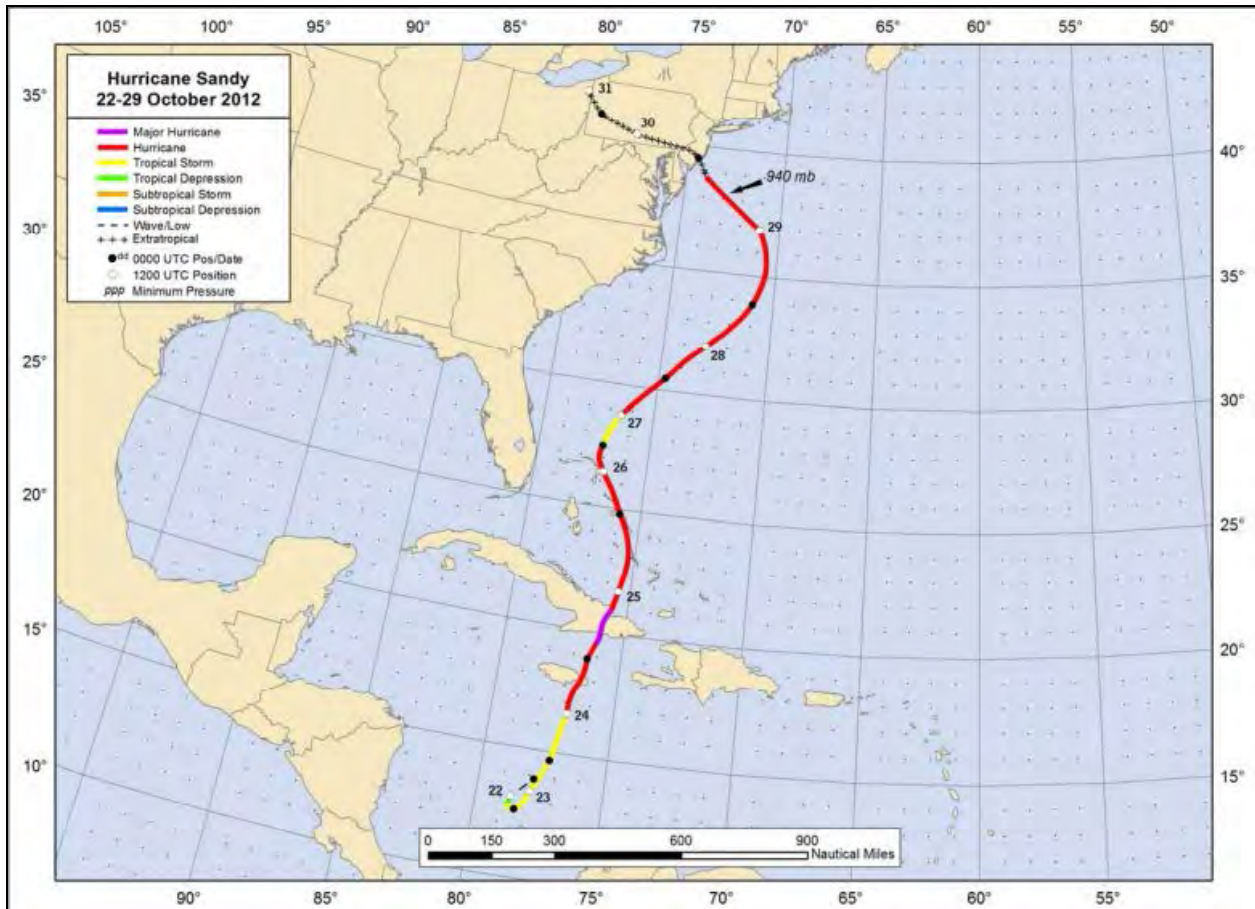 105° 100° 95° 90° 85° 80° 75° 70° 65° 60° 55° 50°
Hurricane Sandy
22-29 October 2012
Major Hurricane
Hurricane
Tropical Storm
Tropical Depression
Subtropical Storm
Subtropical Depression
Wave/Low
Extratropical
dd 0000 UTC Pos/Date
1200 UTC Position
ppp Minimum Pressure
35°
30°
25°
20°
15°
10°
31
30
940 mb
29
28
27
26
25
24
22
23
40°
35°
30°
25°
20°
15°
0 150 300 600 900
Nautical Miles
90° 85° 80° 75° 70° 65° 60° 55°